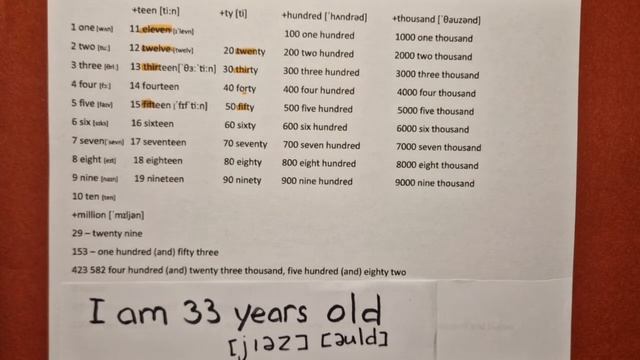 +teen [ti:n] +ty [ti] +hundred [ˈhʌndrəd] +thousand [ˈθauzənd]
1 one [wʌn] 11 eleven [ɪˈlevn] 100 one hundred 1000 one thousand
2 two [tu:] 12 twelve [twelv] 20 twenty 200 two hundred 2000 two thousand
3 three [θri:] 13 thirteen [ˈθɜ:ˈti:n] 30 thirty 300 three hundred 3000 three thousand
4 four [fɔ:] 14 fourteen 40 forty 400 four hundred 4000 four thousand
5 five [faɪv] 15 fifteen [ˈfɪfˈti:n] 50 fifty 500 five hundred 5000 five thousand
6 six [sɪks] 16 sixteen 60 sixty 600 six hundred 6000 six thousand
7 seven [ˈsevn] 17 seventeen 70 seventy 700 seven hundred 7000 seven thousand
8 eight [eɪt] 18 eighteen 80 eighty 800 eight hundred 8000 eight thousand
9 nine [naɪn] 19 nineteen 90 ninety 900 nine hundred 9000 nine thousand
10 ten [ten]
+million [ˈmɪljən]
29 – twenty nine
153 – one hundred (and) fifty three
423 582 four hundred (and) twenty three thousand, five hundred (and) eighty two
I am 33 years old
[jɪəz] [əuld]